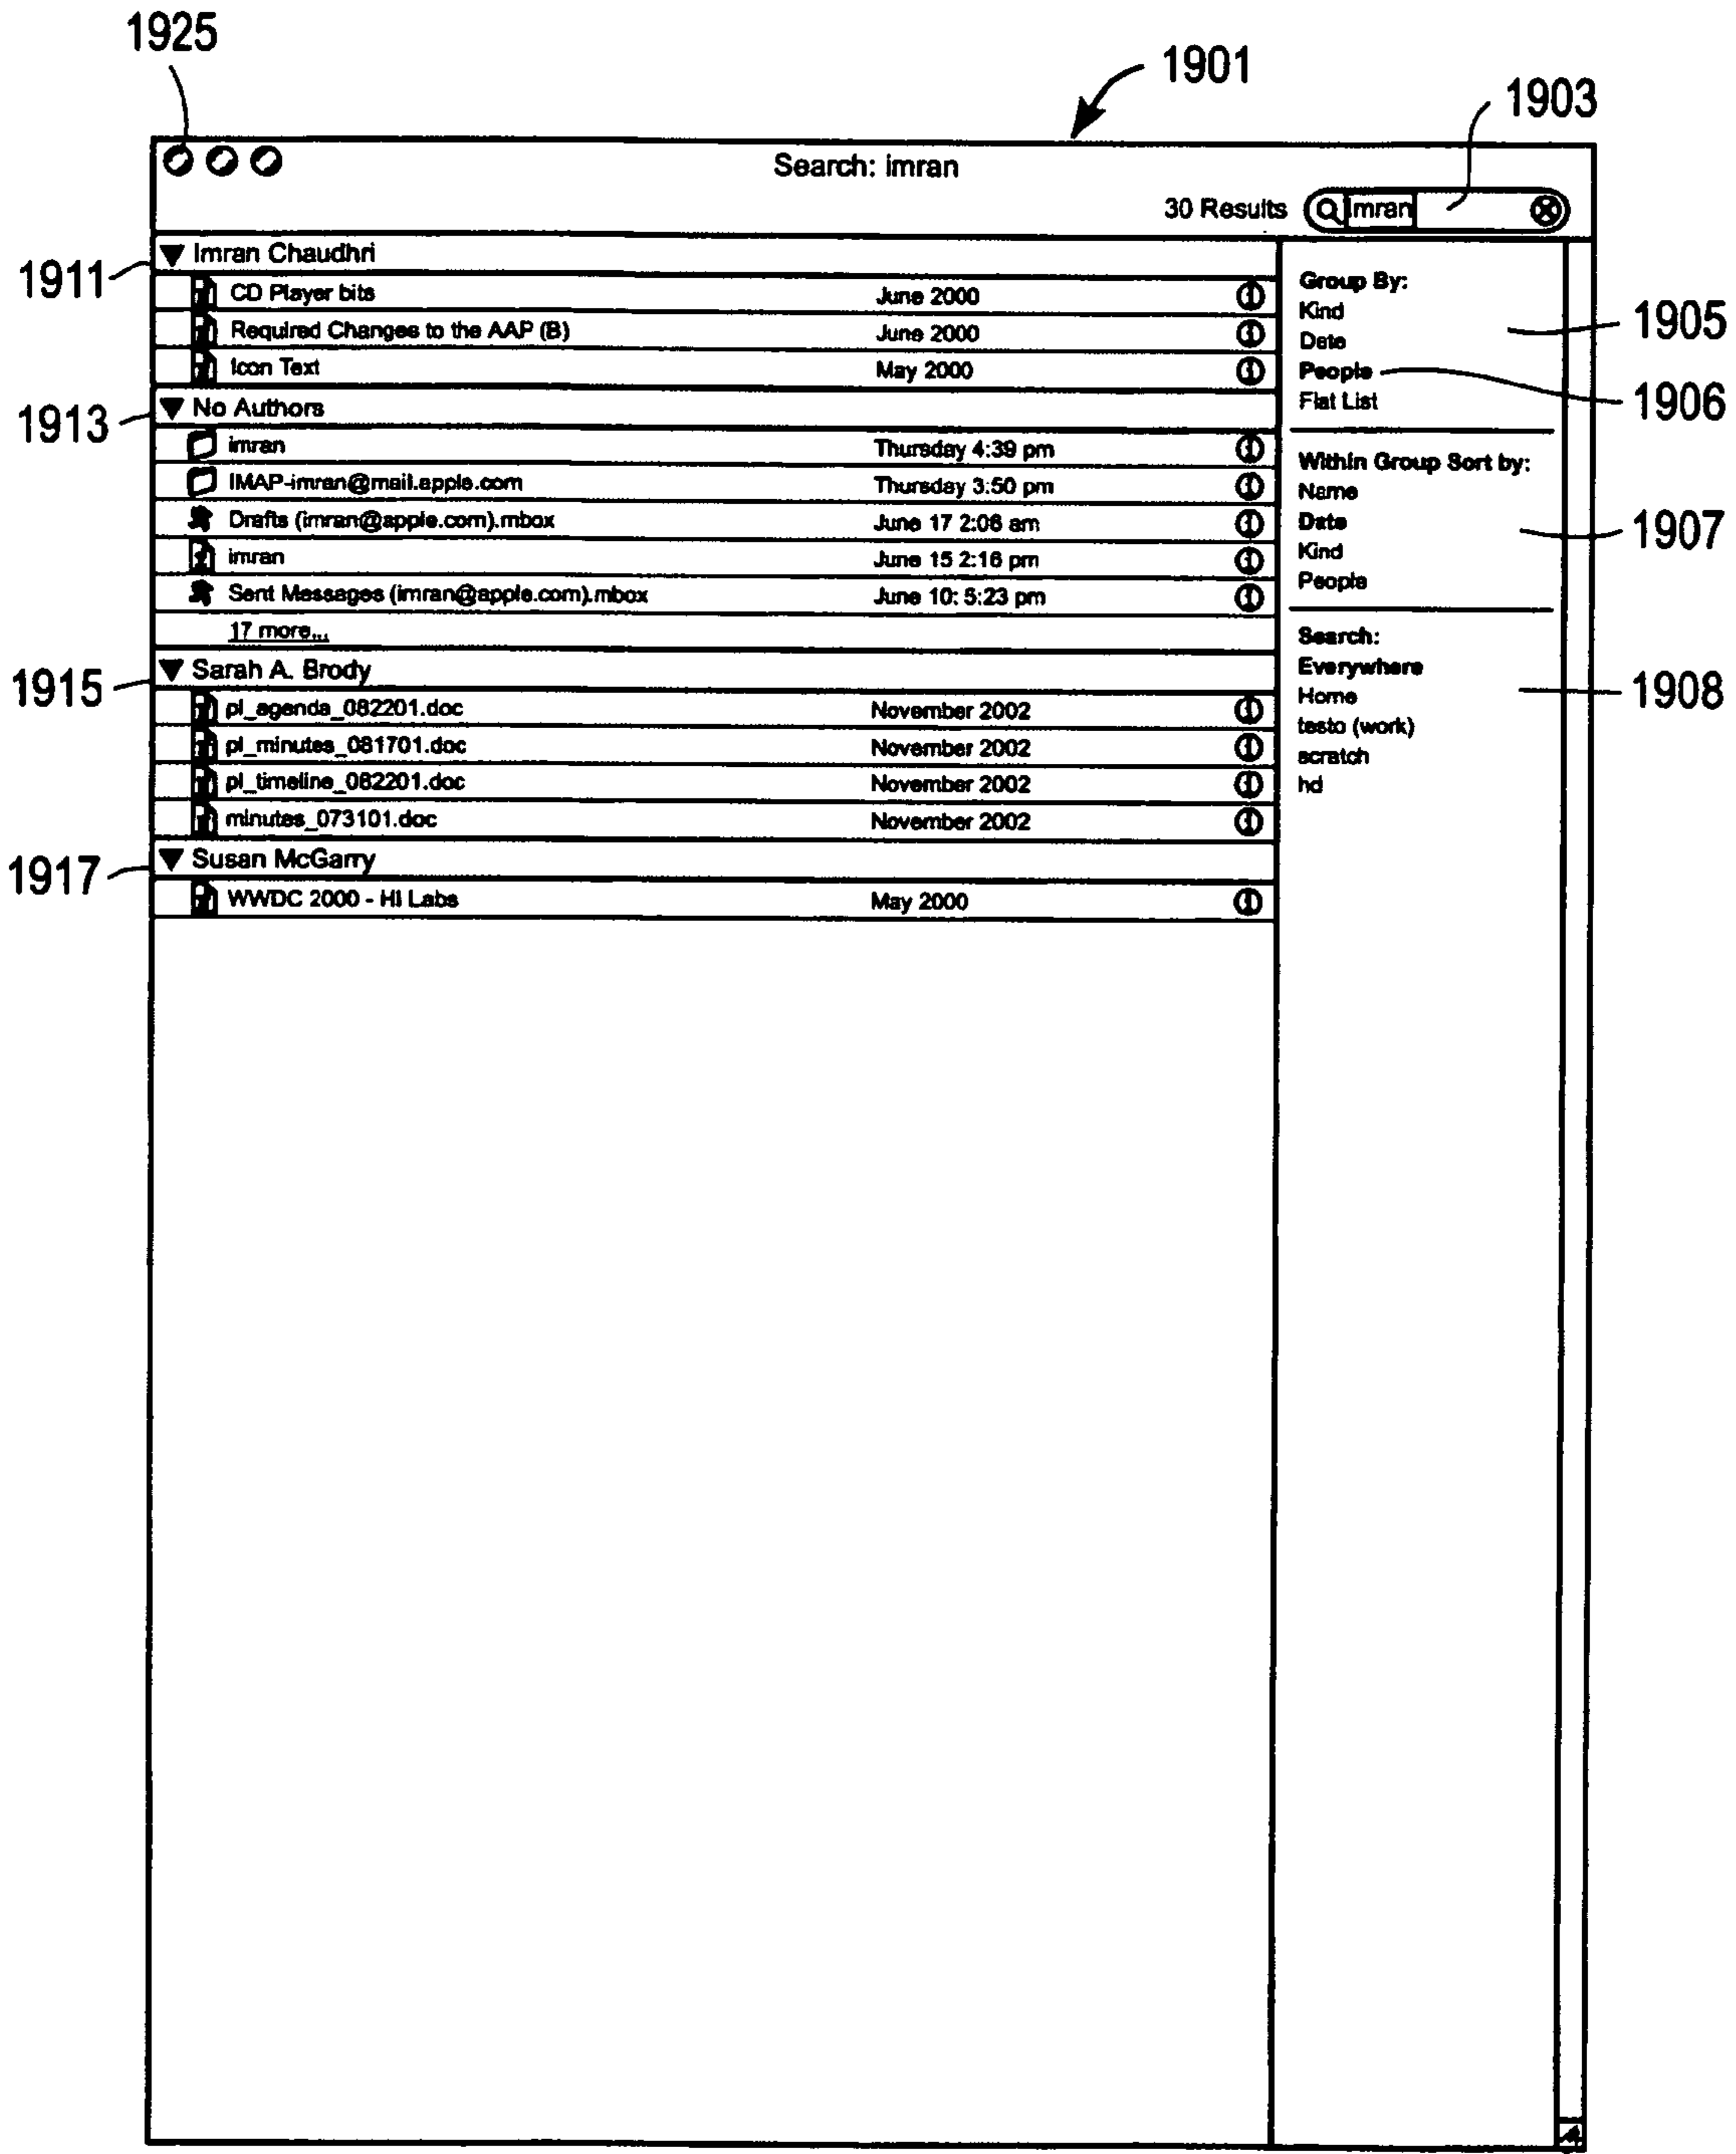 1925
1901
1903
Search: imran
30 Results imran
1911
Imran Chaudhri
CD Player bits June 2000
Required Changes to the AAP (B) June 2000
Icon Text May 2000
1913
No Authors
imran Thursday 4:39 pm
IMAP-imran@mail.apple.com Thursday 3:50 pm
Drafts (imran@apple.com).mbox June 17 2:08 am
imran June 15 2:16 pm
Sent Messages (imran@apple.com).mbox June 10: 5:23 pm
17 more...
1915
Sarah A. Brody
pl_agenda_082201.doc November 2002
pl_minutes_081701.doc November 2002
pl_timeline_082201.doc November 2002
minutes_073101.doc November 2002
1917
Susan McGarry
WWDC 2000 - HI Labs May 2000
Group By:
Kind
Date
People
Flat List
1905
1906
Within Group Sort by:
Name
Date
Kind
People
1907
Search:
Everywhere
Home
testo (work)
scratch
hd
1908